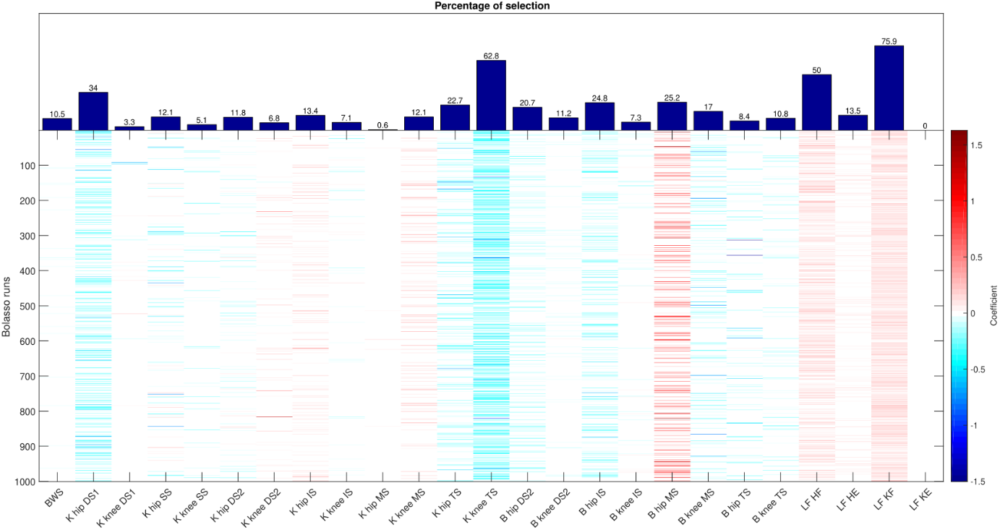 Percentage of selection
10.5
34
3.3
12.1
5.1
11.8
6.8
13.4
7.1
0.6
12.1
22.7
62.8
20.7
11.2
24.8
7.3
25.2
17
8.4
10.8
50
13.5
75.9
0
Bolasso runs
100
200
300
400
500
600
700
800
900
1000
BWS
K hip DS1
K knee DS1
K hip SS
K knee SS
K hip DS2
K knee DS2
K hip IS
K knee IS
K hip MS
K knee MS
K hip TS
K knee TS
B hip DS2
B knee DS2
B hip IS
B knee IS
B hip MS
B knee MS
B hip TS
B knee TS
LF HF
LF HE
LF KF
LF KE
1.5
1
0.5
0
-0.5
-1
-1.5
Coefficient